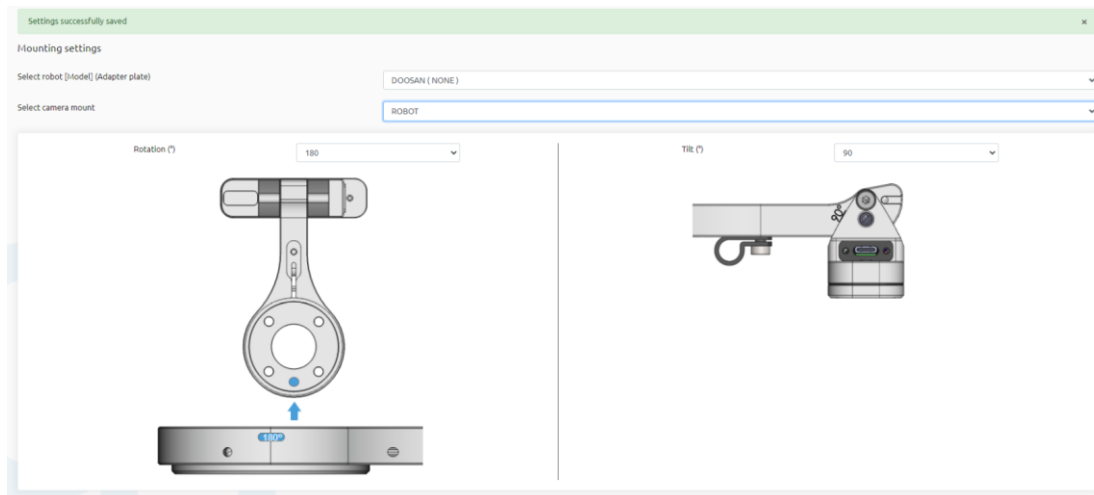 Settings successfully saved ×
Mounting settings
Select robot [Model] (Adapter plate) DOOSAN ( NONE )
Select camera mount ROBOT
Rotation (°) 180 Tilt (°) 90
90°
180°